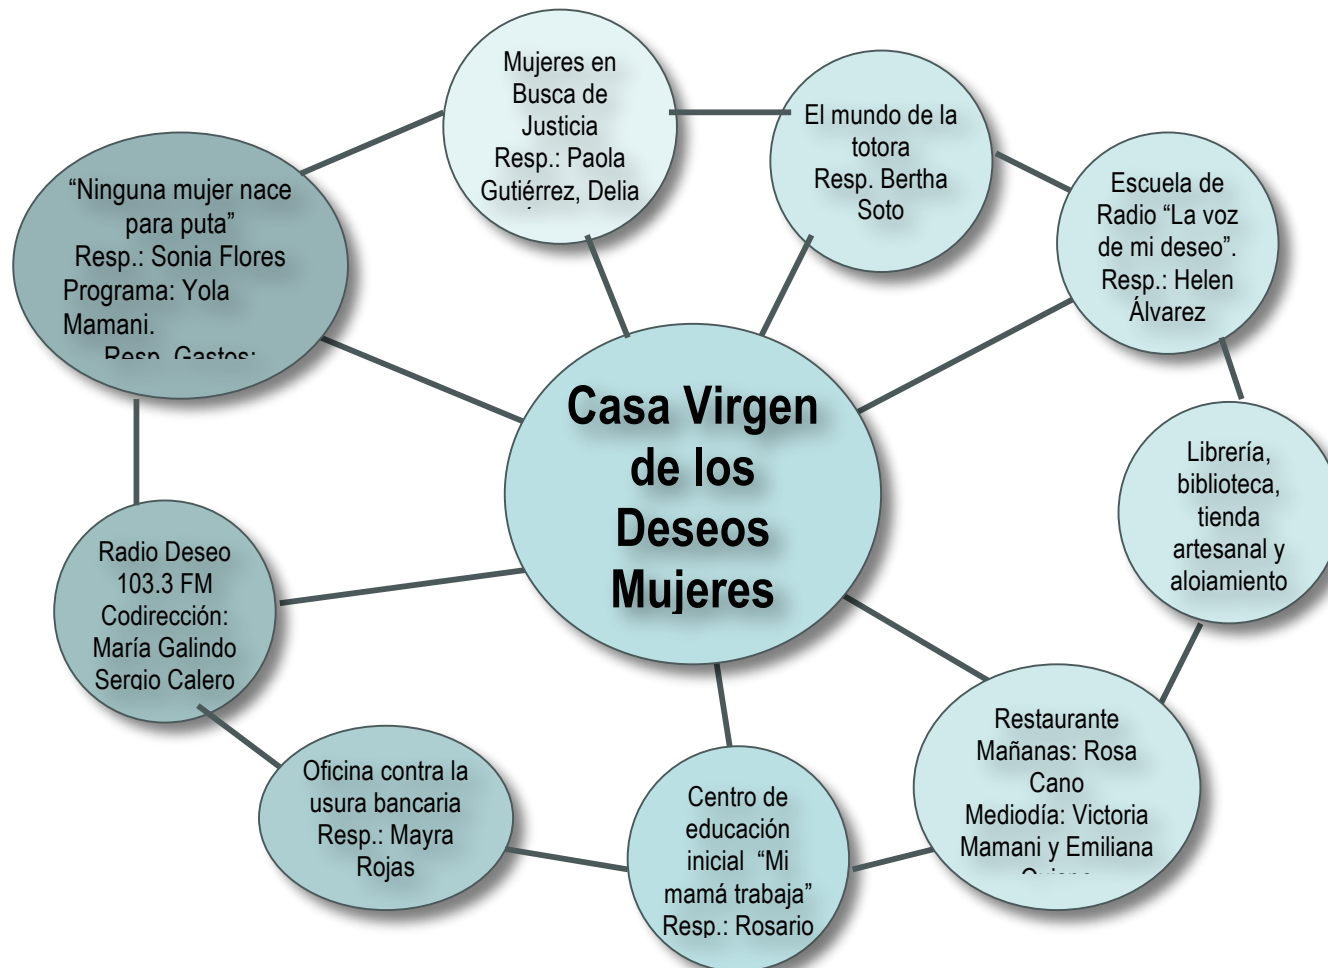 Mujeres en
Busca de
Justicia
Resp.: Paola
Gutiérrez, Delia
El mundo de la
totora
Resp. Bertha
Soto
Escuela de
Radio “La voz
de mi deseo”.
Resp.: Helen
Álvarez
“Ninguna mujer nace
para puta”
Resp.: Sonia Flores
Programa: Yola
Mamani.
Resp. Gastos:
Casa Virgen
de los
Deseos
Mujeres
Librería,
biblioteca,
tienda
artesanal y
alojamiento
Radio Deseo
103.3 FM
Codirección:
María Galindo
Sergio Calero
Restaurante
Mañanas: Rosa
Cano
Mediodía: Victoria
Mamani y Emiliana
Oficina contra la
usura bancaria
Resp.: Mayra
Rojas
Centro de
educación
inicial “Mi
mamá trabaja”
Resp.: Rosario